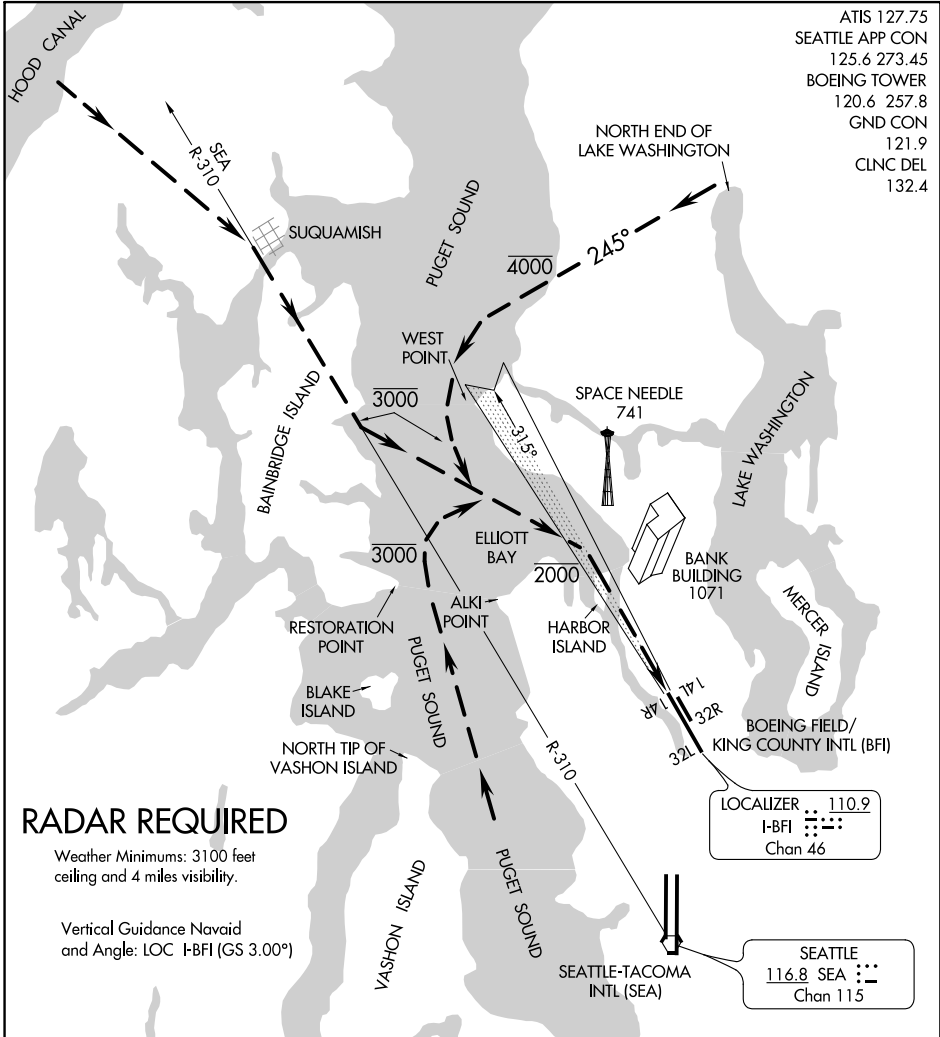 ATIS 127.75
SEATTLE APP CON
125.6 273.45
BOEING TOWER
120.6 257.8
GND CON
121.9
CLNC DEL
132.4
HOOD CANAL
SEA
R-310
SUQUAMISH
PUGET SOUND
NORTH END OF
LAKE WASHINGTON
245°
4000
WEST
POINT
3000
315°
SPACE NEEDLE
741
LAKE WASHINGTON
BAINBRIDGE ISLAND
3000
ELLIOTT
BAY
2000
BANK
BUILDING
1071
RESTORATION
POINT
ALKI
POINT
HARBOR
ISLAND
MERCER
ISLAND
PUGET SOUND
BLAKE
ISLAND
NORTH TIP OF
VASHON ISLAND
R-310
14L
14R
32R
32L
BOEING FIELD/
KING COUNTY INTL (BFI)
LOCALIZER 110.9
I-BFI
Chan 46
RADAR REQUIRED
Weather Minimums: 3100 feet
ceiling and 4 miles visibility.
Vertical Guidance Navaid
and Angle: LOC I-BFI (GS 3.00°)
VASHON ISLAND
PUGET SOUND
SEATTLE-TACOMA
INTL (SEA)
SEATTLE
116.8 SEA
Chan 115